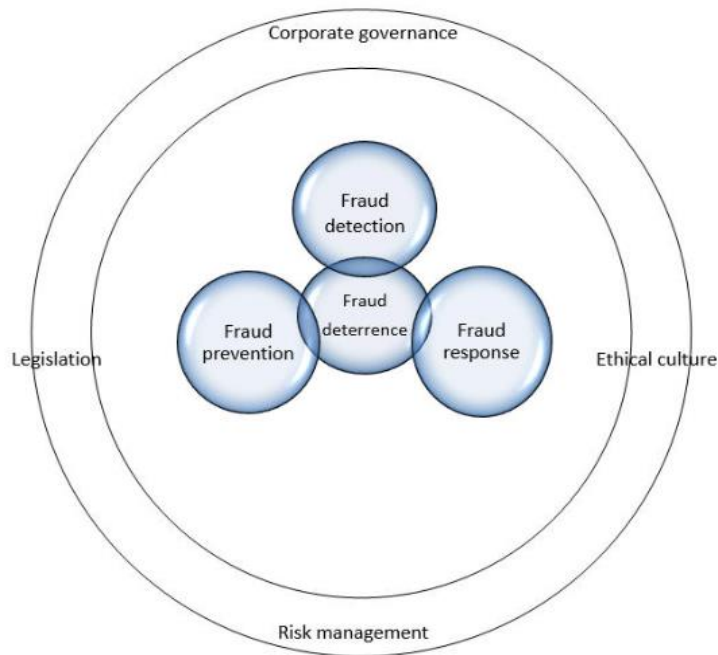 Corporate governance
Fraud
detection
Fraud
deterrence
Fraud
prevention
Fraud
response
Legislation
Ethical culture
Risk management